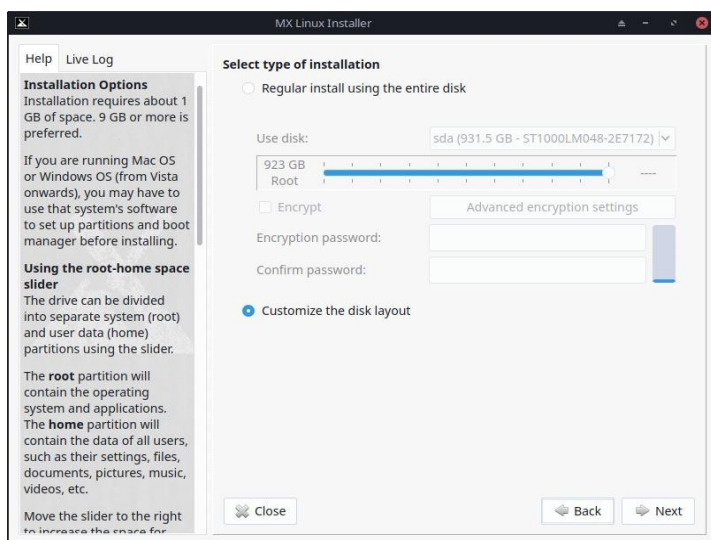 MX Linux Installer
Help
Live Log
Installation Options
Installation requires about 1
GB of space. 9 GB or more is
preferred.
If you are running Mac OS
or Windows OS (from Vista
onwards), you may have to
use that system's software
to set up partitions and boot
manager before installing.
Using the root-home space
slider
The drive can be divided
into separate system (root)
and user data (home)
partitions using the slider.
The root partition will
contain the operating
system and applications.
The home partition will
contain the data of all users,
such as their settings, files,
documents, pictures, music,
videos, etc.
Move the slider to the right
to increase the space for
Select type of installation
Regular install using the entire disk
Use disk:
sda (931.5 GB - ST1000LM048-2E7172)
923 GB
Root
----
Encrypt
Advanced encryption settings
Encryption password:
Confirm password:
Customize the disk layout
Close
Back
Next